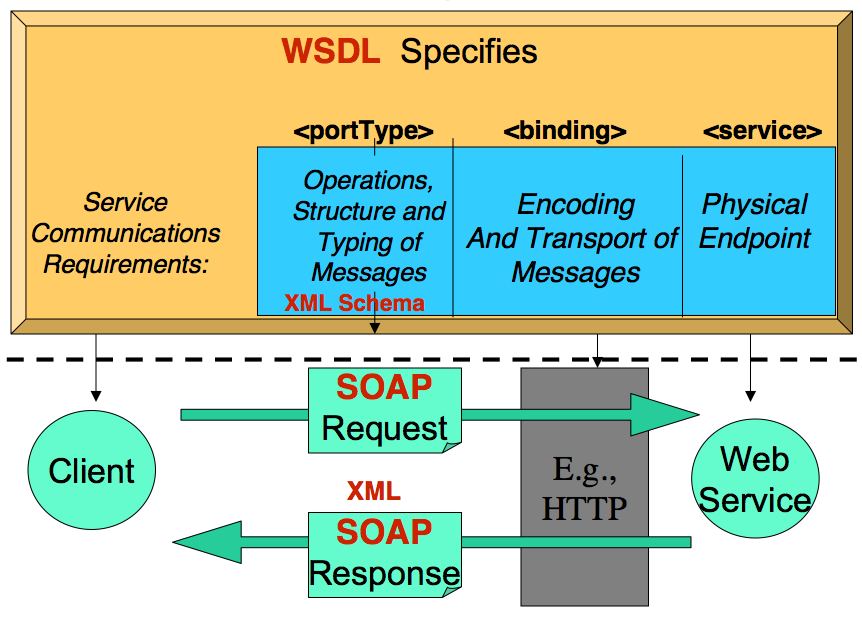 WSDL Specifies
<portType>
<binding>
<service>
Service
Communications
Requirements:
Operations,
Structure and
Typing of
Messages
XML Schema
Encoding
And Transport of
Messages
Physical
Endpoint
SOAP
Request
Client
E.g.,
HTTP
Web
Service
XML
SOAP
Response